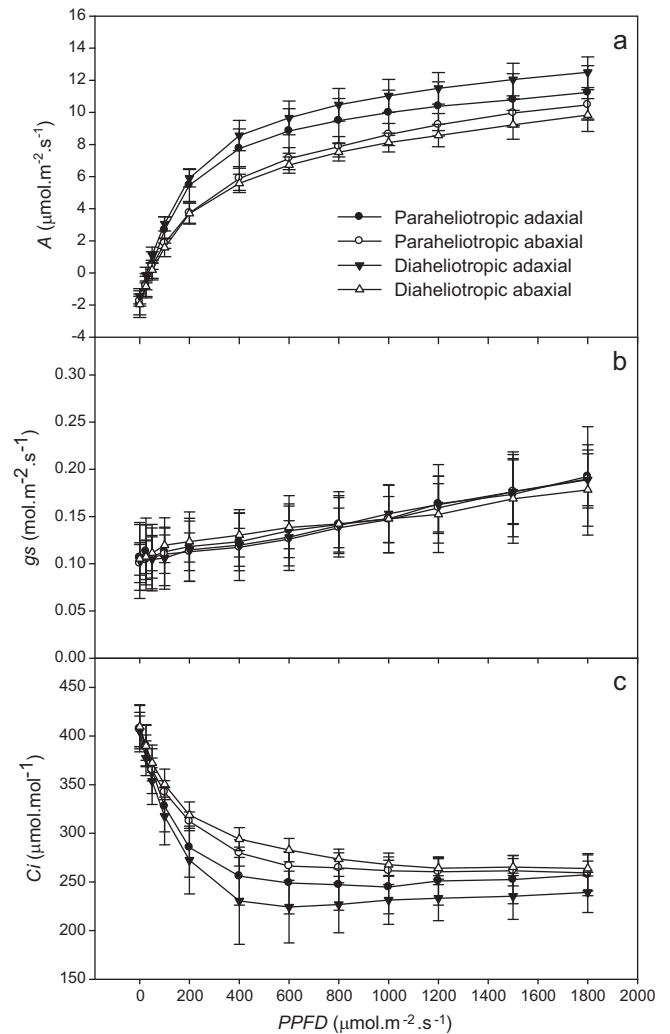 a
16
14
12
10
8
6
4
2
0
-2
-4
A (μmol.m-2.s-1)
Paraheliotropic adaxial
Paraheliotropic abaxial
Diaheliotropic adaxial
Diaheliotropic abaxial
b
0.30
0.25
0.20
0.15
0.10
0.05
0.00
gs (mol.m-2.s-1)
c
450
400
350
300
250
200
150
Ci (μmol.mol-1)
0 200 400 600 800 1000 1200 1400 1600 1800 2000
PPFD (μmol.m-2.s-1)